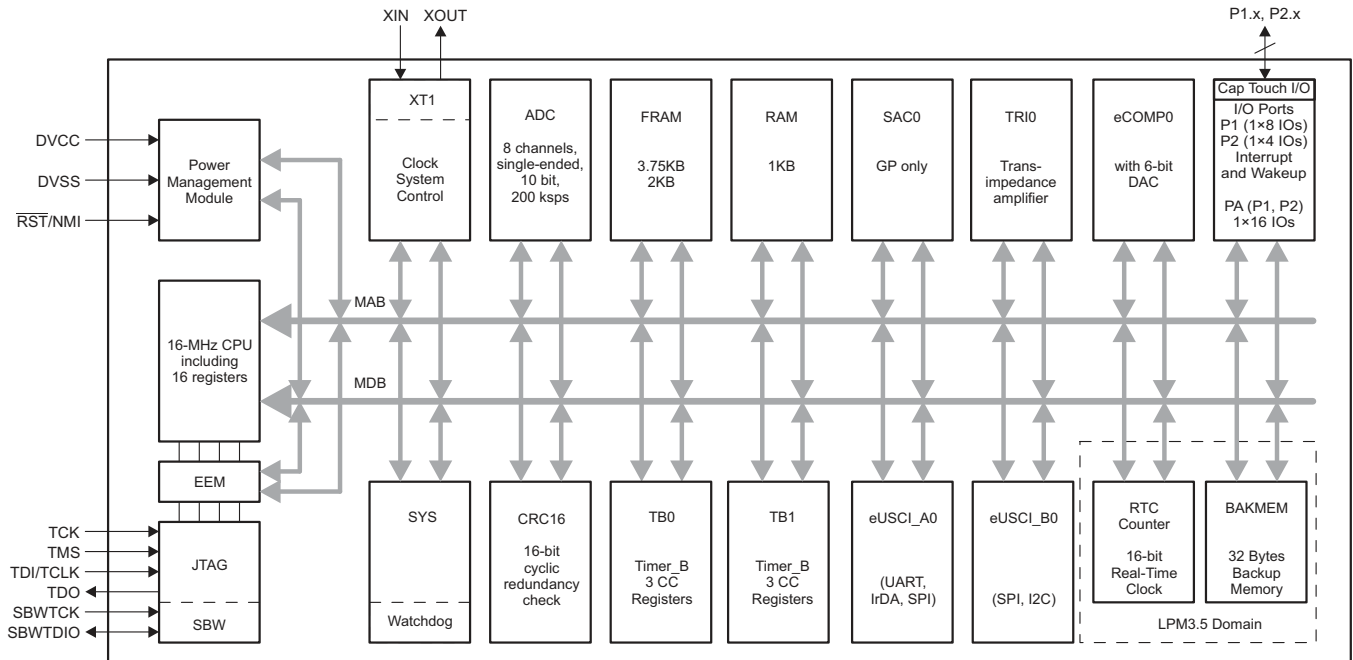 XIN
XOUT
P1.x, P2.x
DVCC
DVSS
RST/NMI
Power
Management
Module
XT1
Clock
System
Control
ADC
8 channels,
single-ended,
10 bit,
200 ksps
FRAM
3.75KB
2KB
RAM
1KB
SAC0
GP only
TRI0
Trans-
impedance
amplifier
eCOMP0
with 6-bit
DAC
Cap Touch I/O
I/O Ports
P1 (1×8 IOs)
P2 (1×4 IOs)
Interrupt
and Wakeup
PA (P1, P2)
1×16 IOs
MAB
MDB
16-MHz CPU
including
16 registers
EEM
TCK
TMS
TDI/TCLK
TDO
SBWTCK
SBWTDIO
JTAG
SBW
SYS
Watchdog
CRC16
16-bit
cyclic
redundancy
check
TB0
Timer_B
3 CC
Registers
TB1
Timer_B
3 CC
Registers
eUSCI_A0
(UART,
IrDA, SPI)
eUSCI_B0
(SPI, I2C)
RTC
Counter
16-bit
Real-Time
Clock
BAKMEM
32 Bytes
Backup
Memory
LPM3.5 Domain